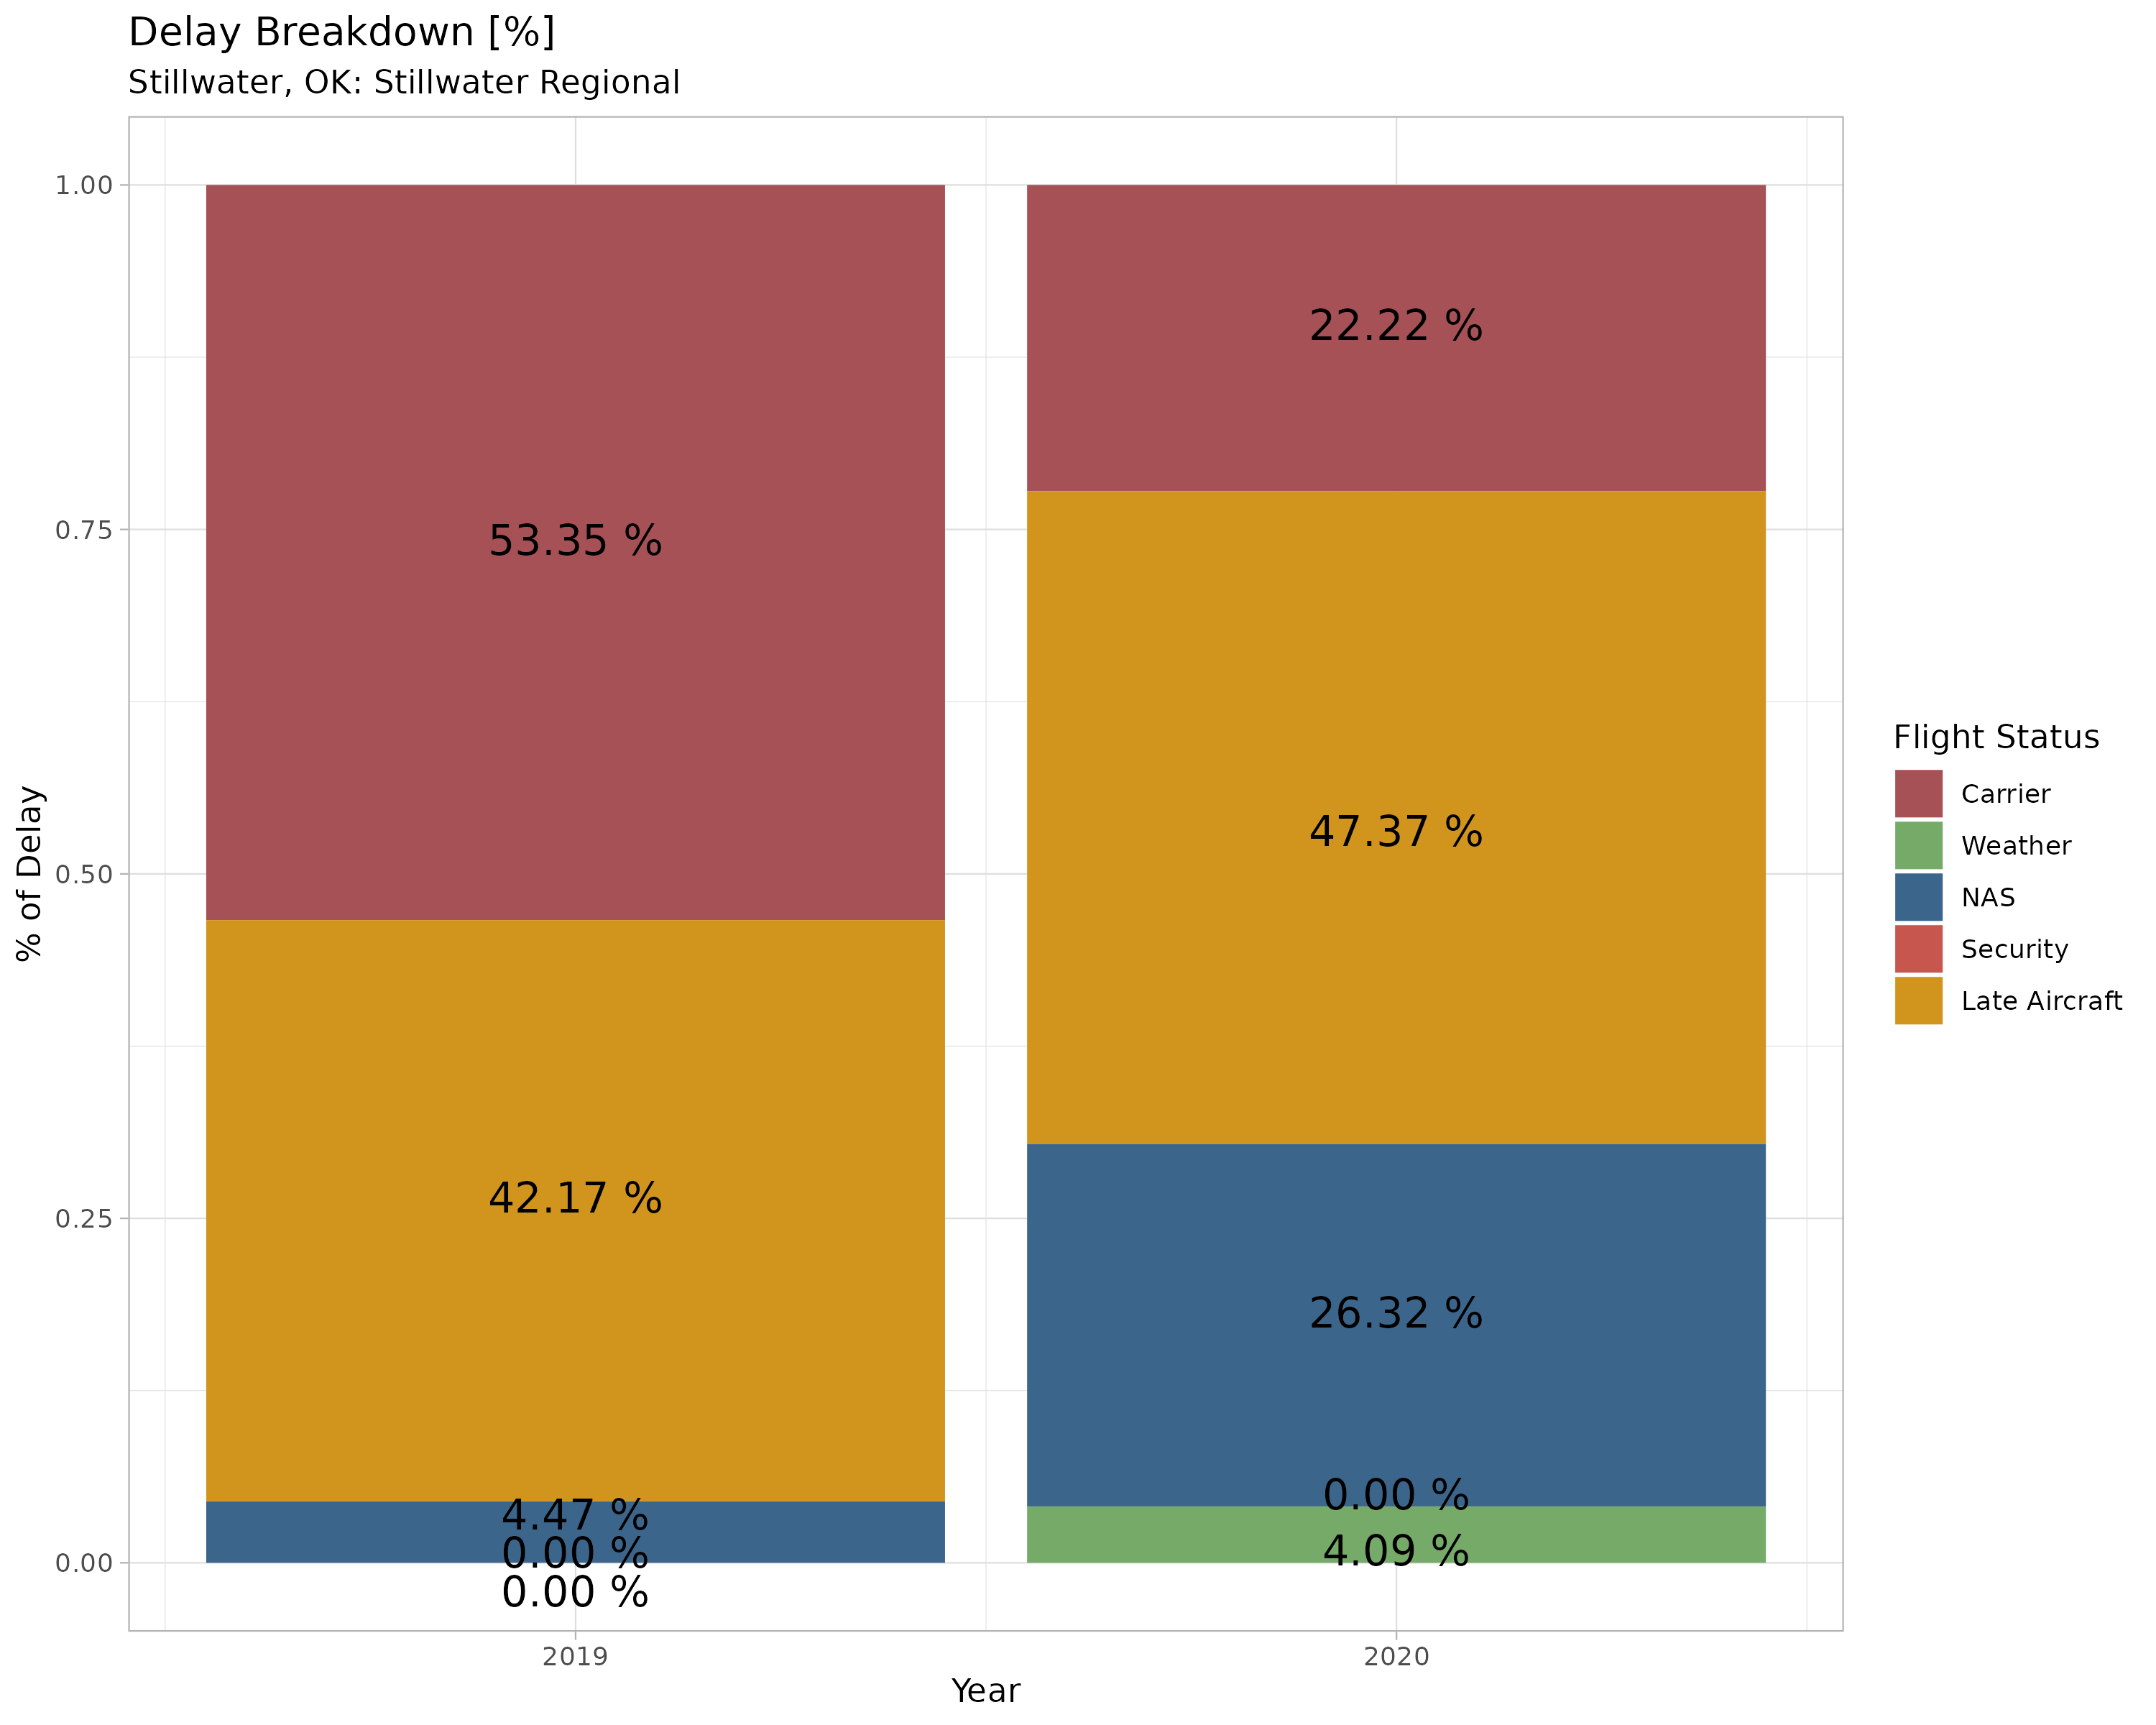 Delay Breakdown [%]
Stillwater, OK: Stillwater Regional
% of Delay
1.00
0.75
0.50
0.25
0.00
53.35 %
42.17 %
4.47 %
0.00 %
0.00 %
22.22 %
47.37 %
26.32 %
0.00 %
4.09 %
2019
2020
Year
Flight Status
Carrier
Weather
NAS
Security
Late Aircraft